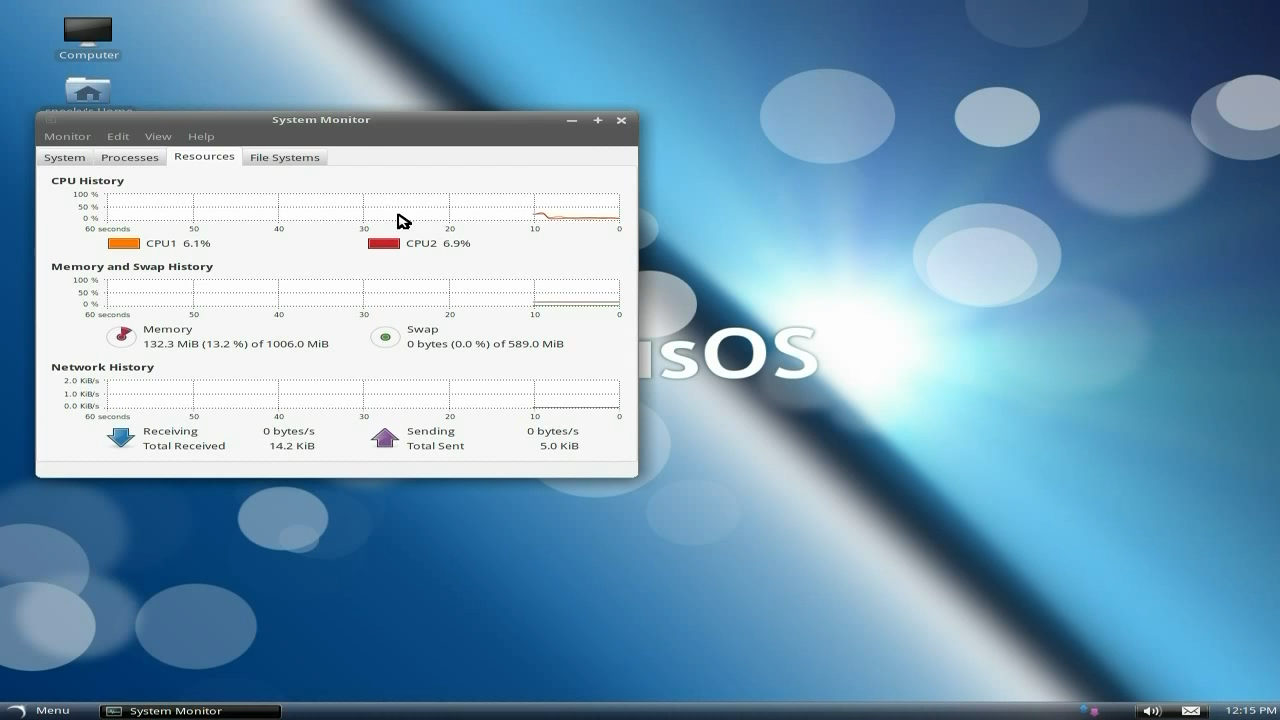 Computer
System Monitor
Monitor Edit View Help
System Processes Resources File Systems
CPU History
100 %
50 %
0 %
60 seconds 50 40 30 20 10 0
CPU1 6.1% CPU2 6.9%
Memory and Swap History
100 %
50 %
0 %
60 seconds 50 40 30 20 10 0
Memory Swap
132.3 MiB (13.2 %) of 1006.0 MiB 0 bytes (0.0 %) of 589.0 MiB
Network History
2.0 KiB/s
1.0 KiB/s
0.0 KiB/s
60 seconds 50 40 30 20 10 0
Receiving 0 bytes/s Sending 0 bytes/s
Total Received 14.2 KiB Total Sent 5.0 KiB
isOS
Menu System Monitor 12:15 PM